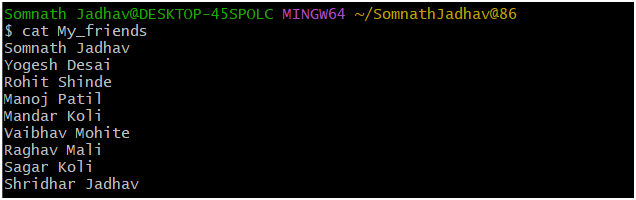 Somnath Jadhav@DESKTOP-45SPOLC MINGW64 ~/SomnathJadhav@86
$ cat My_friends
Somnath Jadhav
Yogesh Desai
Rohit Shinde
Manoj Patil
Mandar Koli
Vaibhav Mohite
Raghav Mali
Sagar Koli
Shridhar Jadhav